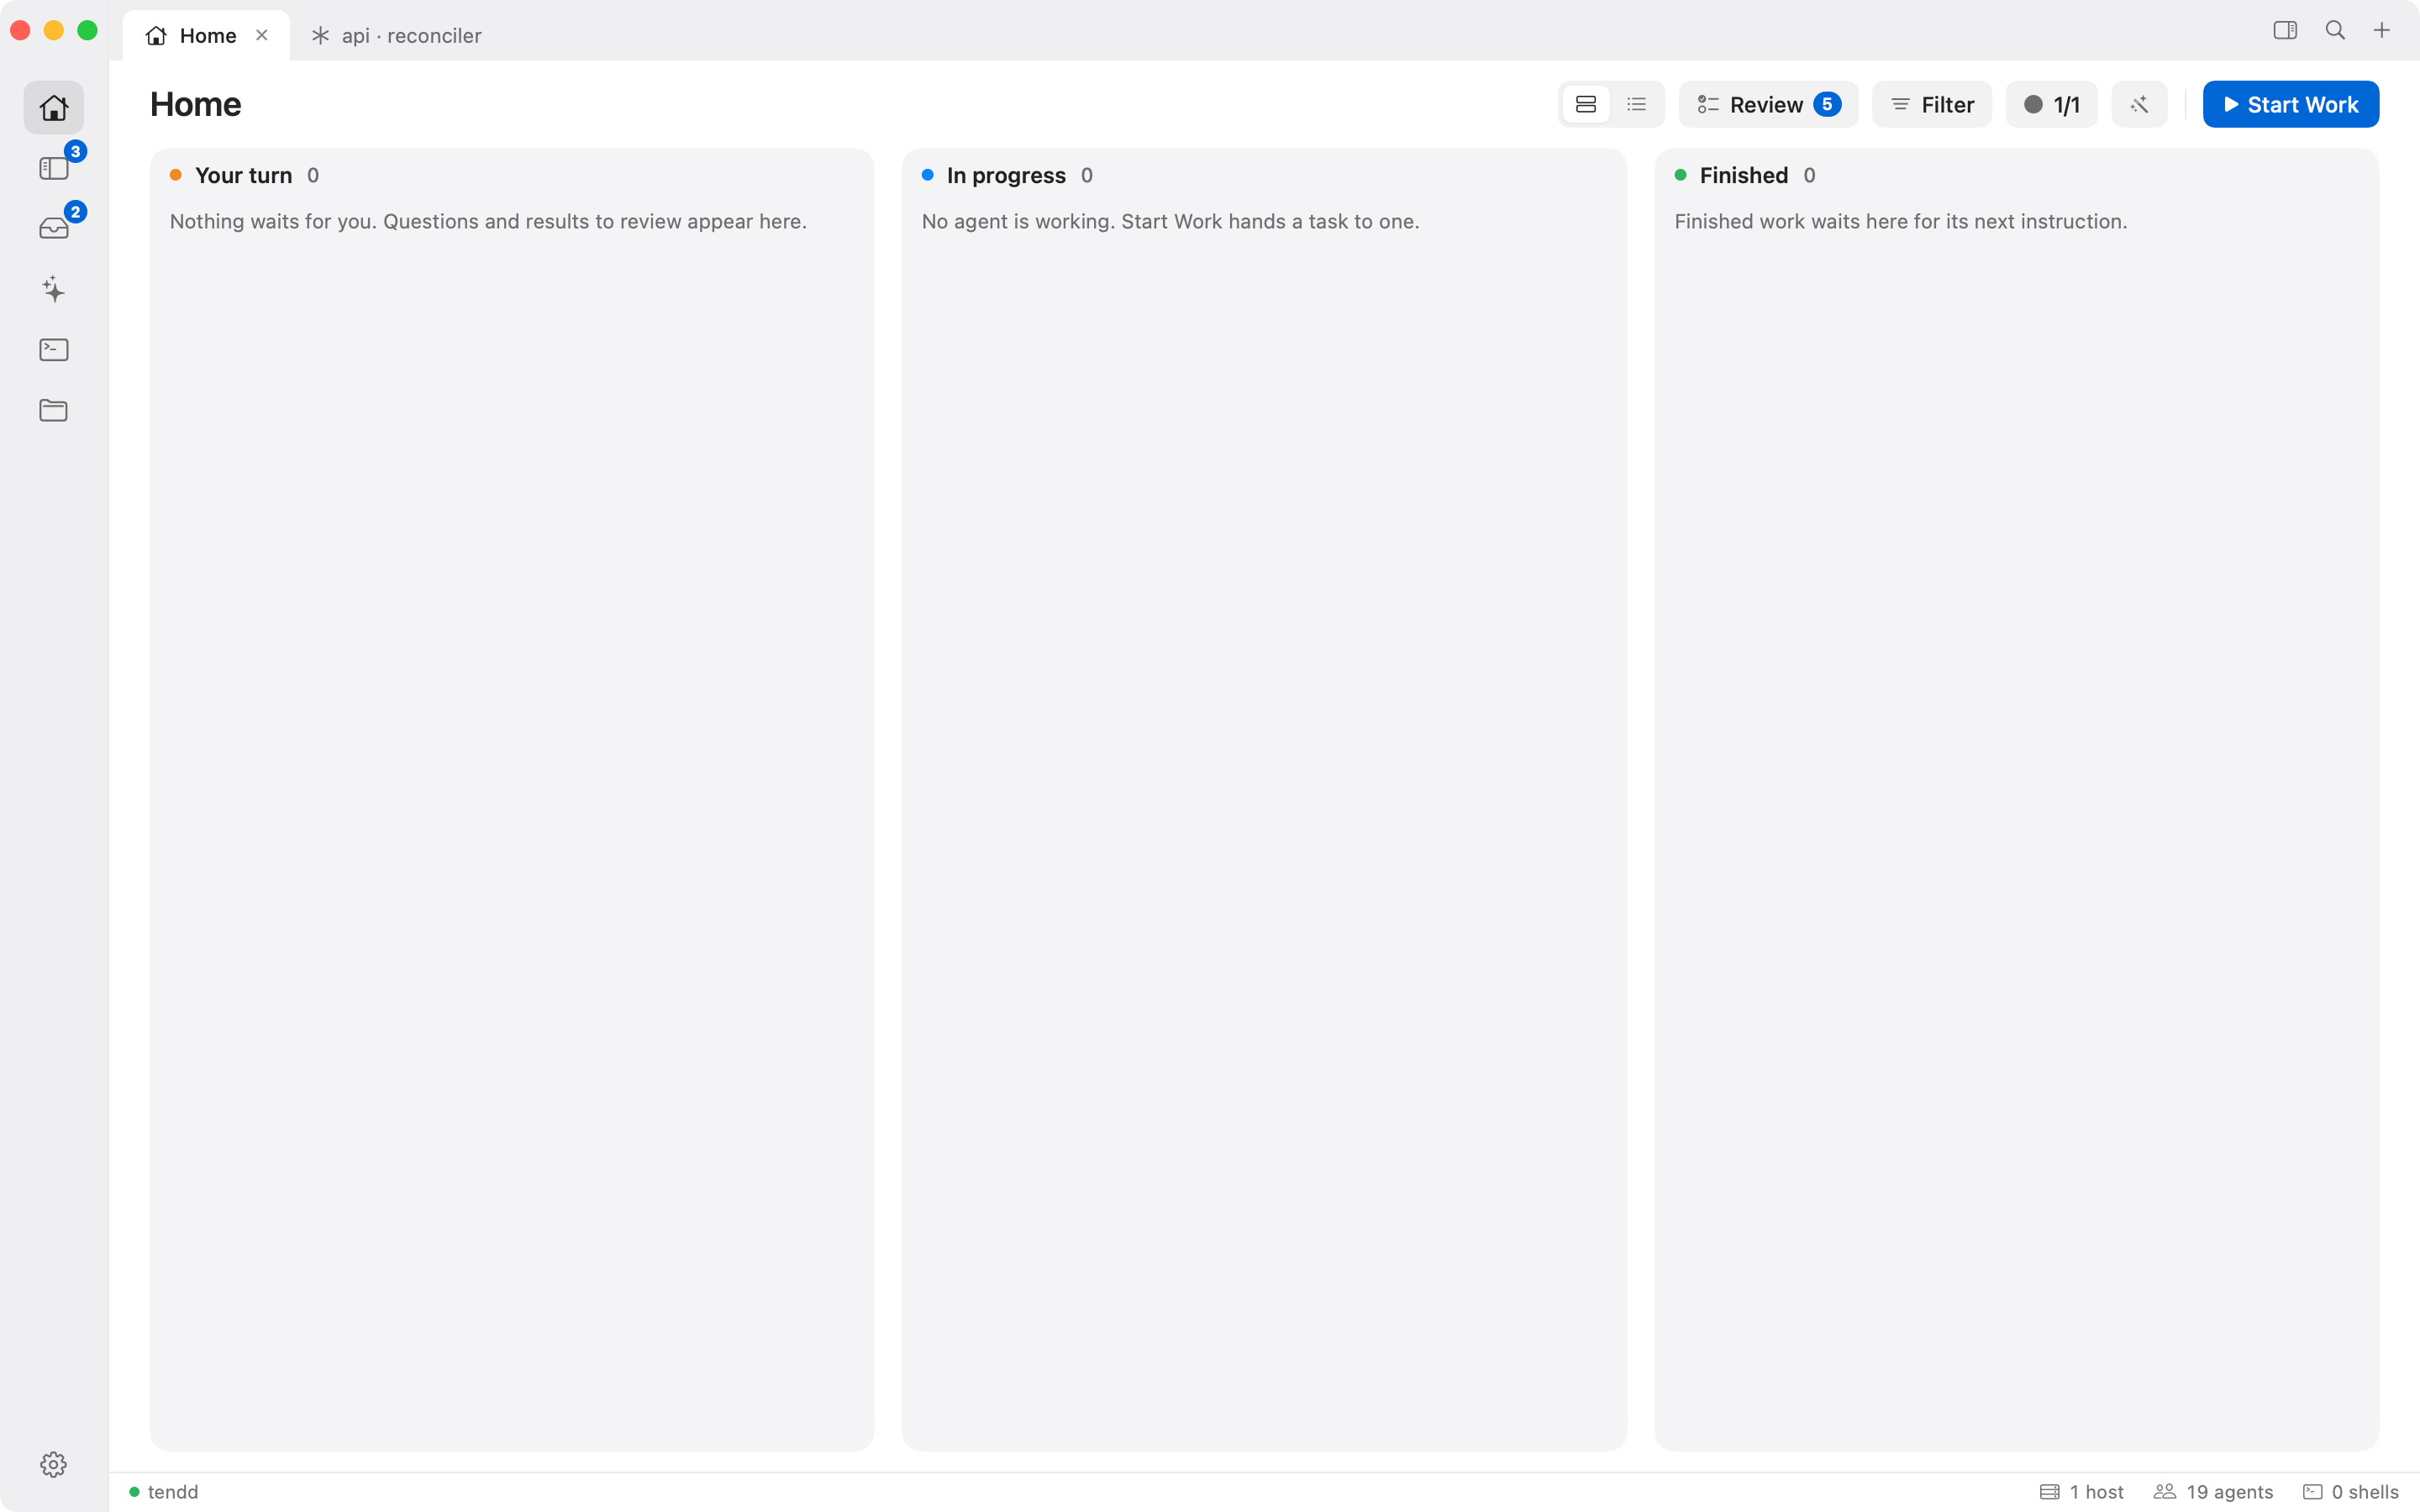 Home
api · reconciler
Home
Review 5
Filter
1/1
Start Work
3
2
Your turn 0
Nothing waits for you. Questions and results to review appear here.
In progress 0
No agent is working. Start Work hands a task to one.
Finished 0
Finished work waits here for its next instruction.
tendd
1 host
19 agents
0 shells